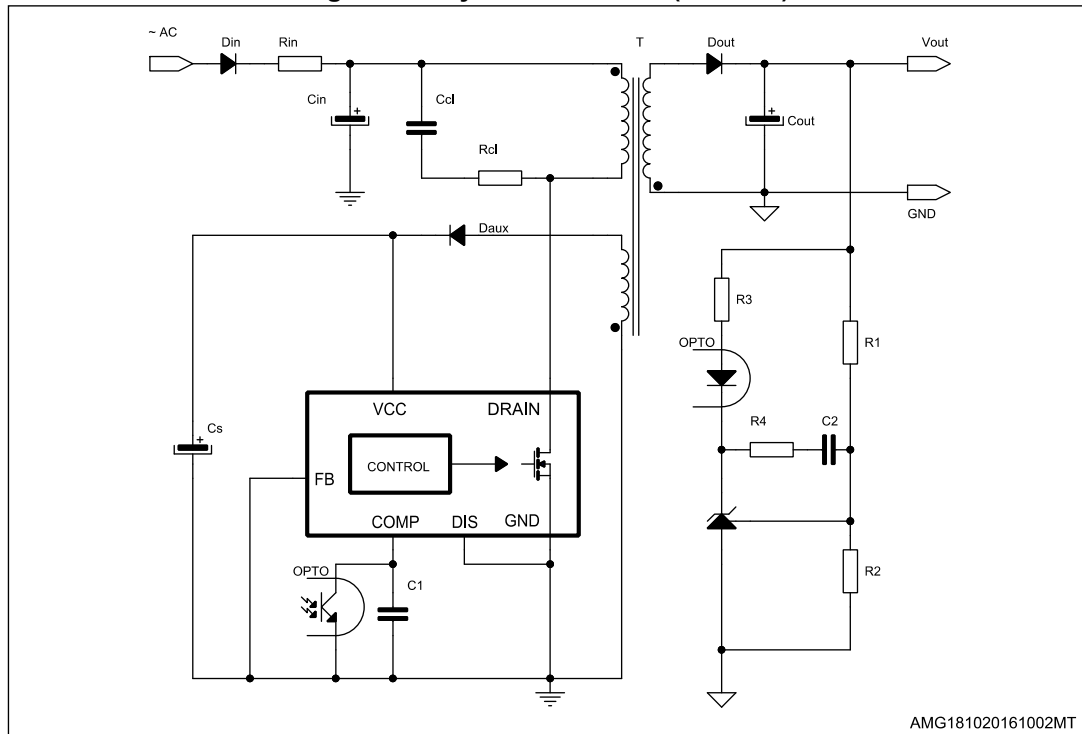 ~ AC
Din
Rin
T
Dout
Vout
Cin
+
Ccl
Rcl
+
Cout
GND
Daux
R3
OPTO
R1
VCC
DRAIN
Cs
+
CONTROL
FB
R4
C2
COMP
DIS
GND
OPTO
C1
R2
AMG181020161002MT